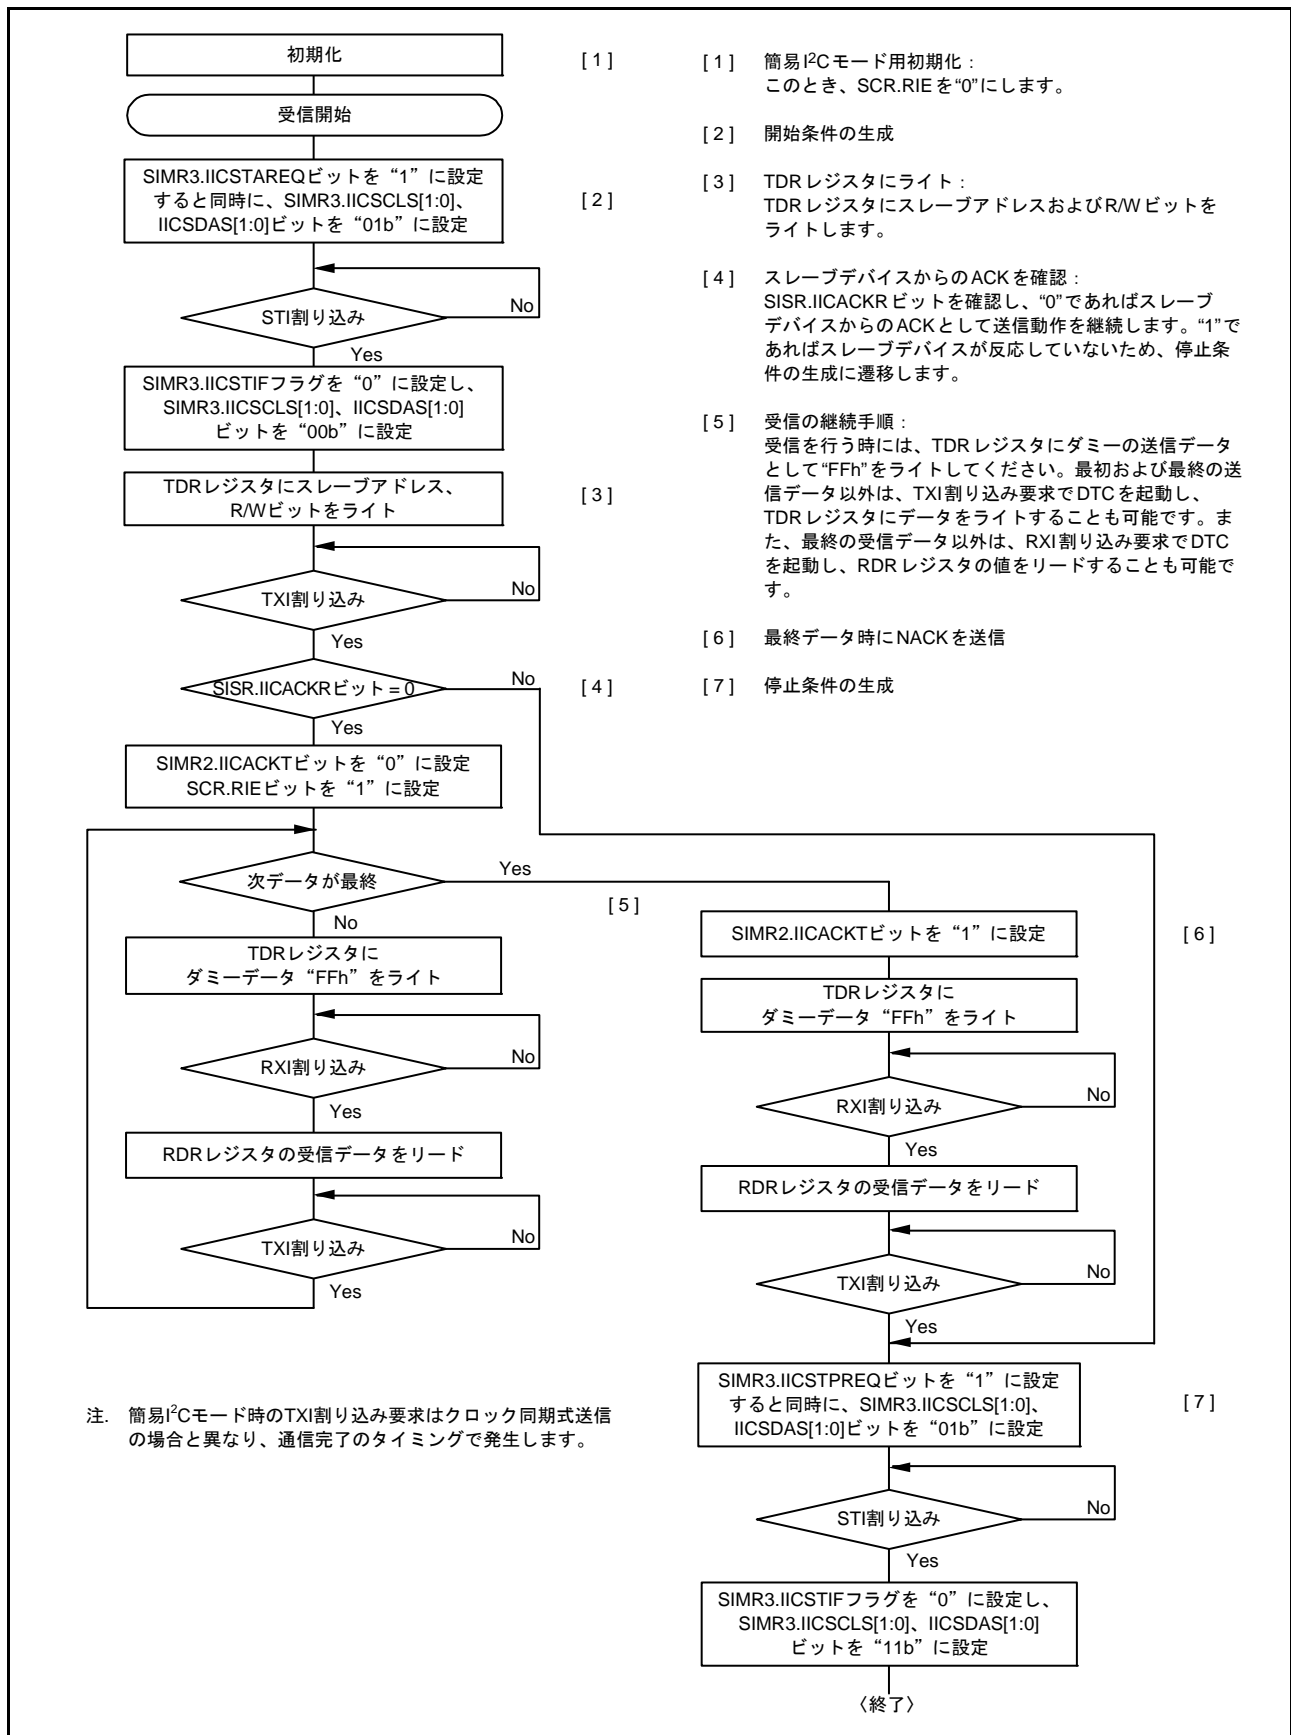 初期化
[ 1 ]
受信開始
SIMR3.IICSTAREQビットを“1”に設定
すると同時に、SIMR3.IICSCLS[1:0]、
IICSDAS[1:0]ビットを“01b”に設定
[ 2 ]
STI割り込み
No
Yes
SIMR3.IICSTIFフラグを“0”に設定し、
SIMR3.IICSCLS[1:0]、IICSDAS[1:0]
ビットを“00b”に設定
TDRレジスタにスレーブアドレス、
R/Wビットをライト
[ 3 ]
TXI割り込み
No
Yes
SISR.IICACKRビット = 0
No
[ 4 ]
Yes
SIMR2.IICACKTビットを“0”に設定
SCR.RIEビットを“1”に設定
次データが最終
Yes
[ 5 ]
No
TDRレジスタに
ダミーデータ“FFh”をライト
RXI割り込み
No
Yes
RDRレジスタの受信データをリード
TXI割り込み
No
Yes
[ 1 ] 簡易I²Cモード用初期化：
このとき、SCR.RIEを“0”にします。
[ 2 ] 開始条件の生成
[ 3 ] TDRレジスタにライト：
TDRレジスタにスレーブアドレスおよびR/Wビットを
ライトします。
[ 4 ] スレーブデバイスからのACKを確認：
SISR.IICACKRビットを確認し、“0”であればスレーブ
デバイスからのACKとして送信動作を継続します。“1”で
あればスレーブデバイスが反応していないため、停止条
件の生成に遷移します。
[ 5 ] 受信の継続手順：
受信を行う時には、TDRレジスタにダミーの送信データ
として“FFh”をライトしてください。最初および最終の送
信データ以外は、TXI割り込み要求でDTCを起動し、
TDRレジスタにデータをライトすることも可能です。ま
た、最終の受信データ以外は、RXI割り込み要求でDTC
を起動し、RDRレジスタの値をリードすることも可能で
す。
[ 6 ] 最終データ時にNACKを送信
[ 7 ] 停止条件の生成
SIMR2.IICACKTビットを“1”に設定
[ 6 ]
TDRレジスタに
ダミーデータ“FFh”をライト
RXI割り込み
No
Yes
RDRレジスタの受信データをリード
TXI割り込み
No
Yes
SIMR3.IICSTPREQビットを“1”に設定
すると同時に、SIMR3.IICSCLS[1:0]、
IICSDAS[1:0]ビットを“01b”に設定
[ 7 ]
STI割り込み
No
Yes
SIMR3.IICSTIFフラグを“0”に設定し、
SIMR3.IICSCLS[1:0]、IICSDAS[1:0]
ビットを“11b”に設定
〈終了〉
注. 簡易I²Cモード時のTXI割り込み要求はクロック同期式送信
の場合と異なり、通信完了のタイミングで発生します。